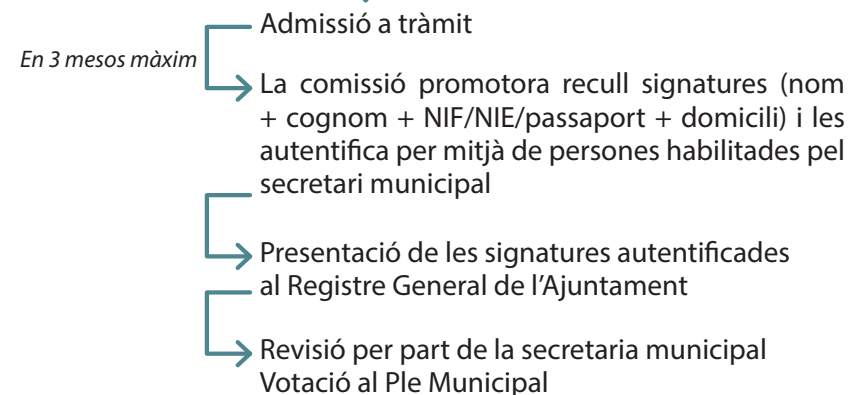 Admissió a tràmit
En 3 mesos màxim
La comissió promotora recull signatures (nom
+ cognom + NIF/NIE/passaport + domicili) i les
autentifica per mitjà de persones habilitades pel
secretari municipal
Presentació de les signatures autentificades
al Registre General de l'Ajuntament
Revisió per part de la secretaria municipal
Votació al Ple Municipal